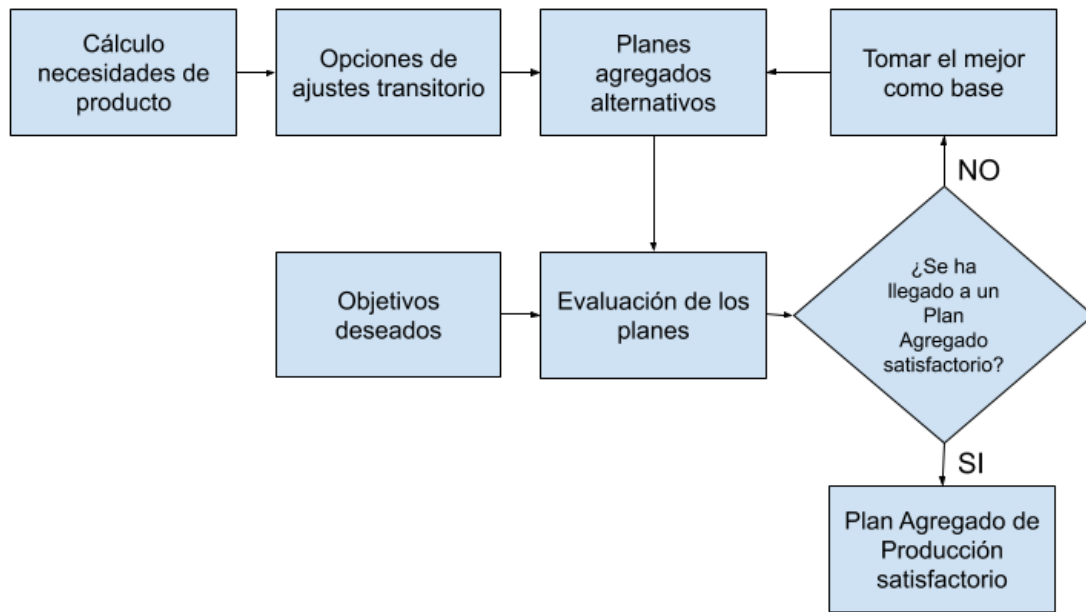 Cálculo
necesidades de
producto
Opciones de
ajustes transitorio
Planes
agregados
alternativos
Tomar el mejor
como base
NO
Objetivos
deseados
Evaluación de los
planes
¿Se ha
llegado a un
Plan
Agregado
satisfactorio?
SI
Plan Agregado de
Producción
satisfactorio